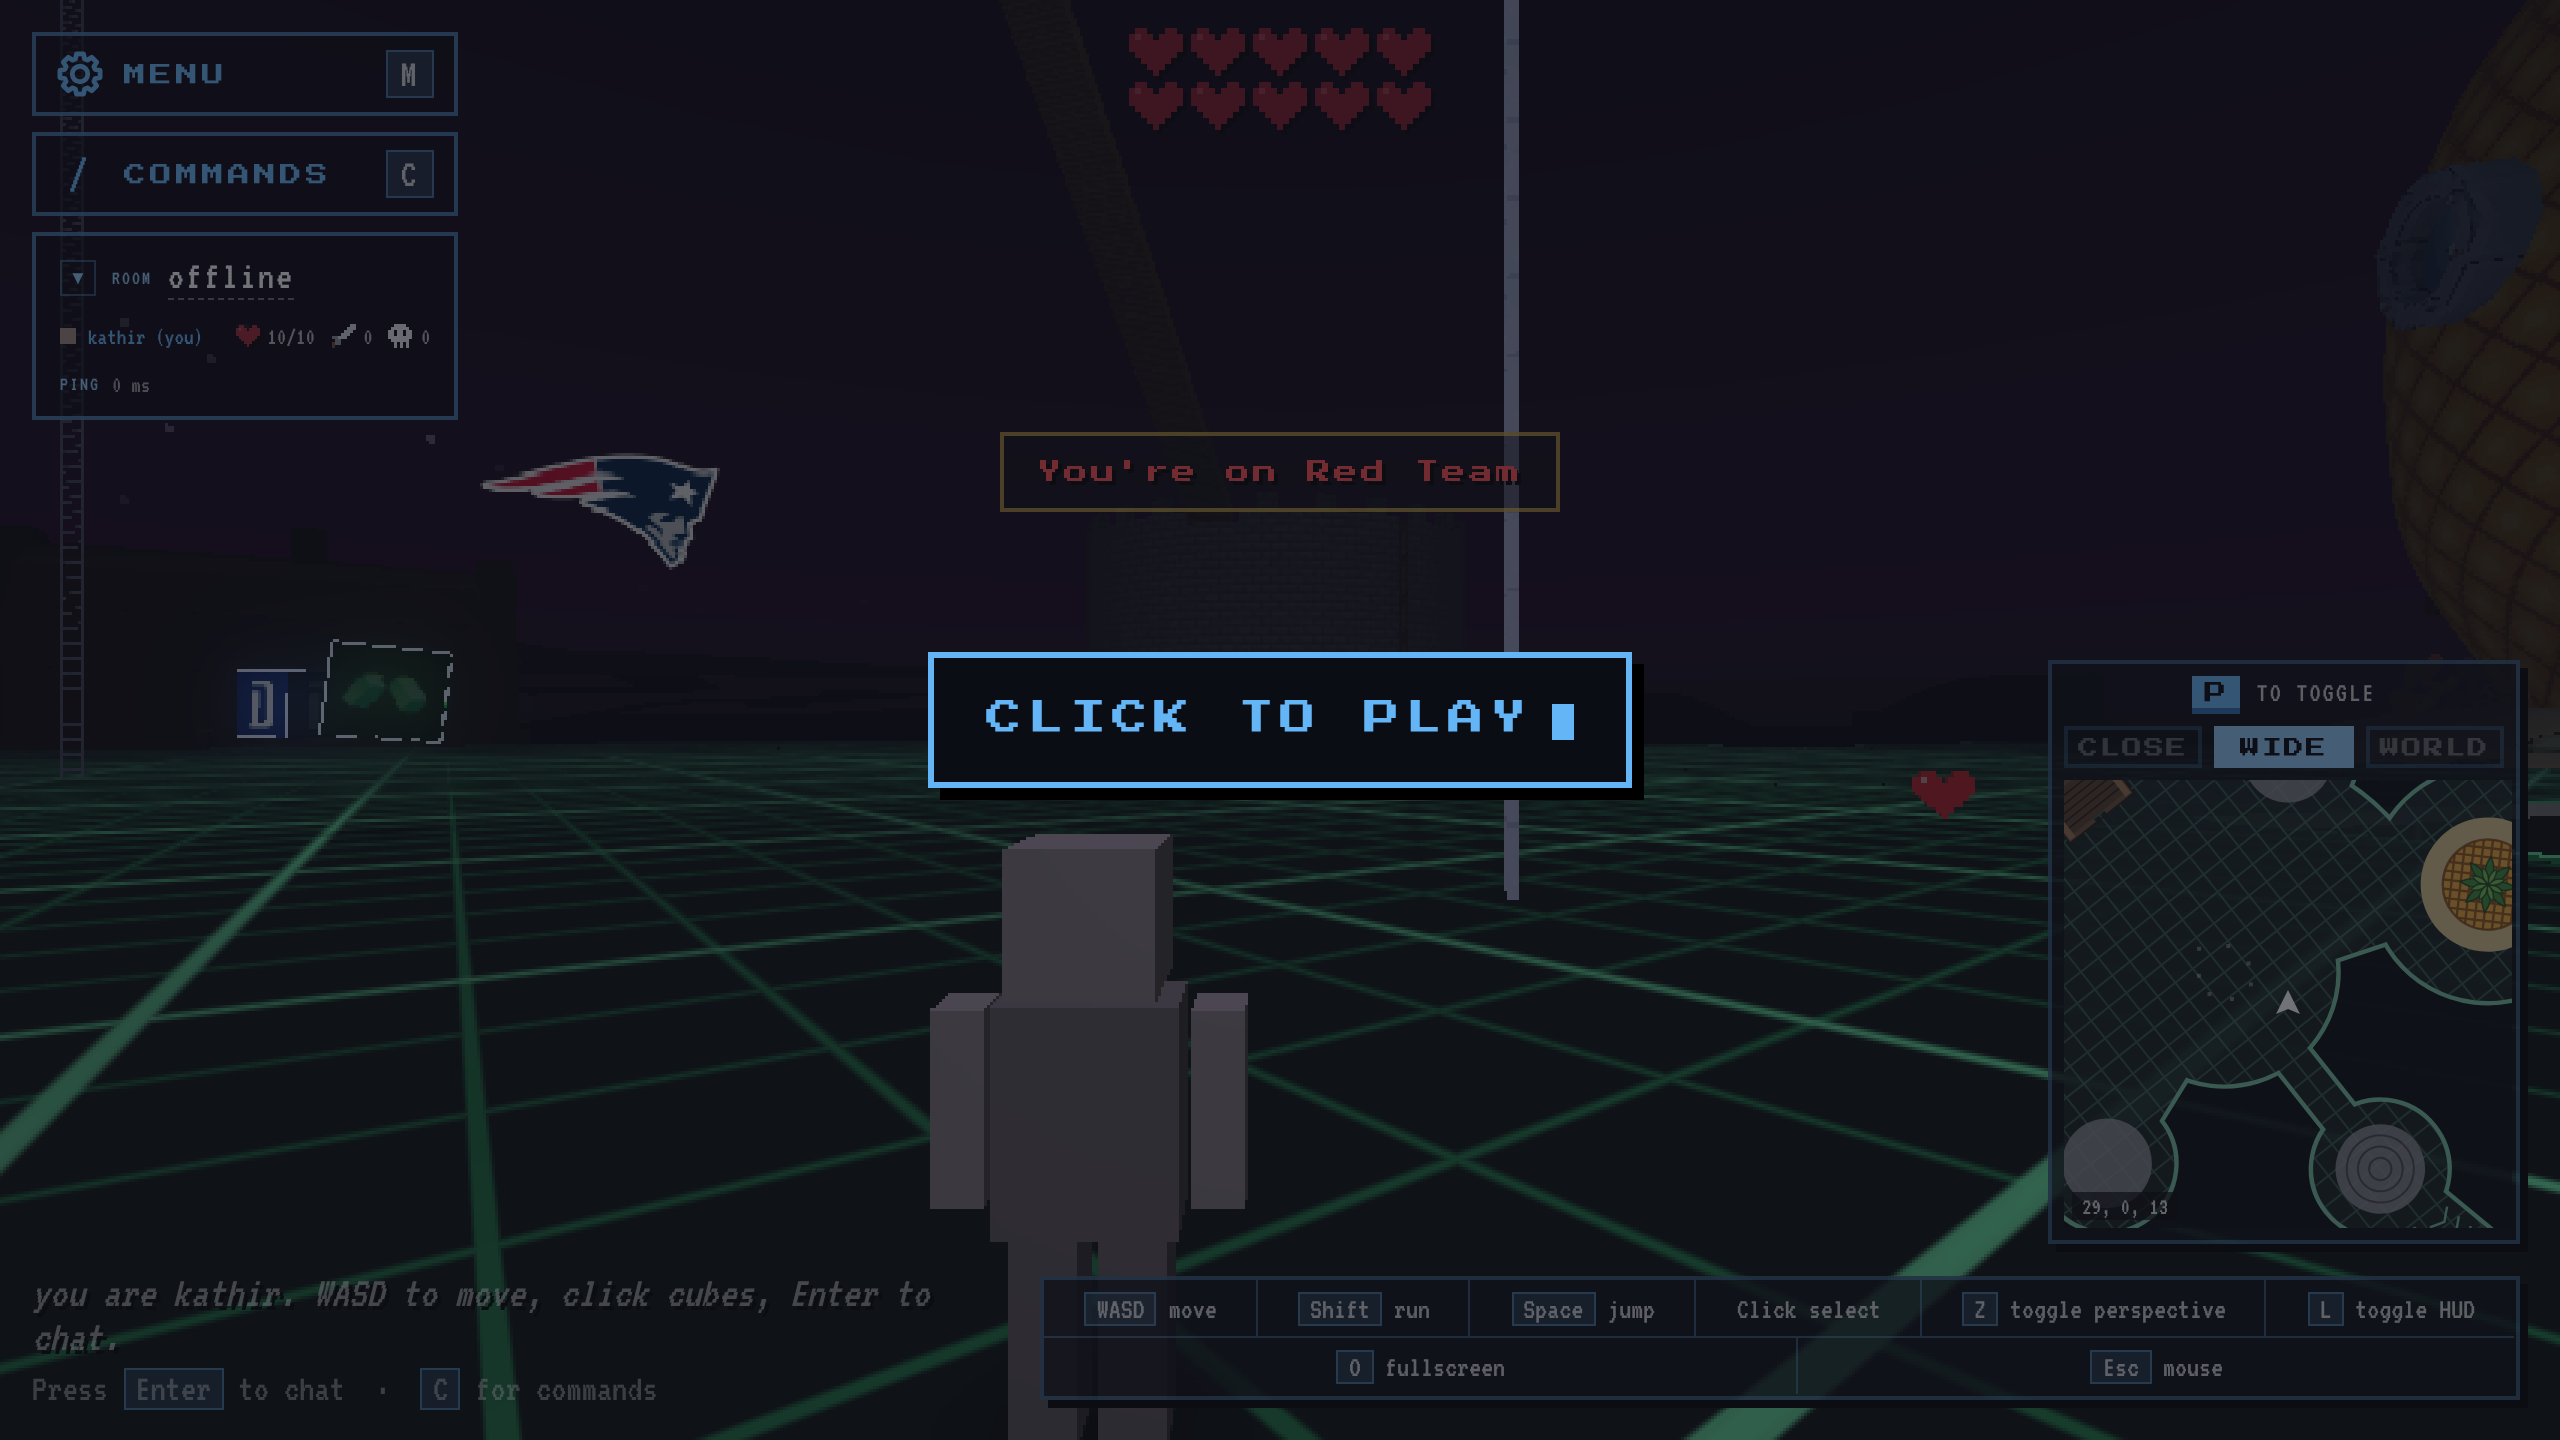 MENU M
/ COMMANDS C
▼ ROOM offline
kathir (you) 10/10 0 0
PING 0 ms
You're on Red Team
D
CLICK TO PLAY
P TO TOGGLE
CLOSE WIDE WORLD
29, 0, 13
you are kathir. WASD to move, click cubes, Enter to
chat.
Press Enter to chat · C for commands
WASD move Shift run Space jump Click select Z toggle perspective L toggle HUD
O fullscreen Esc mouse